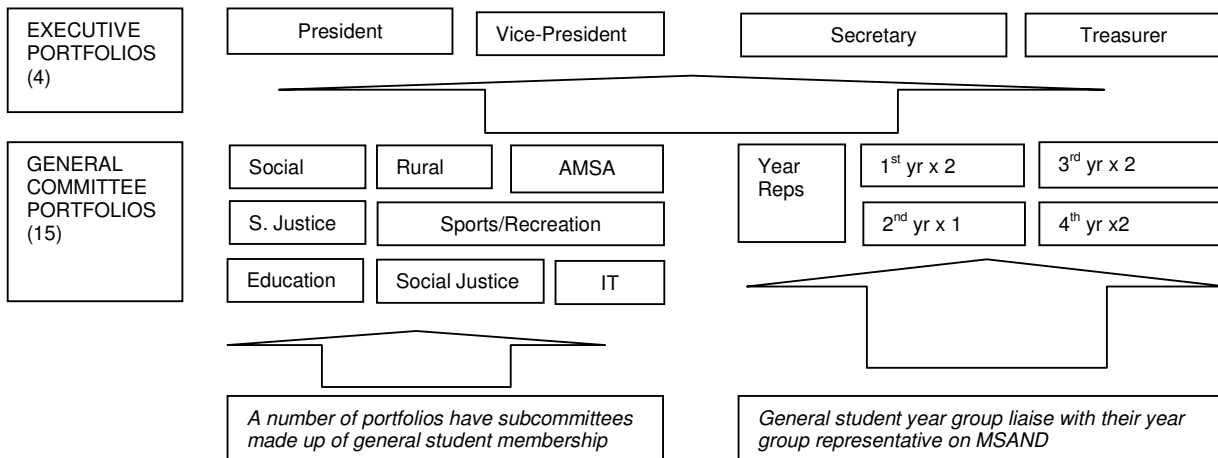 EXECUTIVE
PORTFOLIOS
(4)
President
Vice-President
Secretary
Treasurer
GENERAL
COMMITTEE
PORTFOLIOS
(15)
Social
Rural
AMSA
S. Justice
Sports/Recreation
Education
Social Justice
IT
Year
Reps
1st yr x 2
3rd yr x 2
2nd yr x 1
4th yr x2
A number of portfolios have subcommittees
made up of general student membership
General student year group liaise with their year
group representative on MSAND